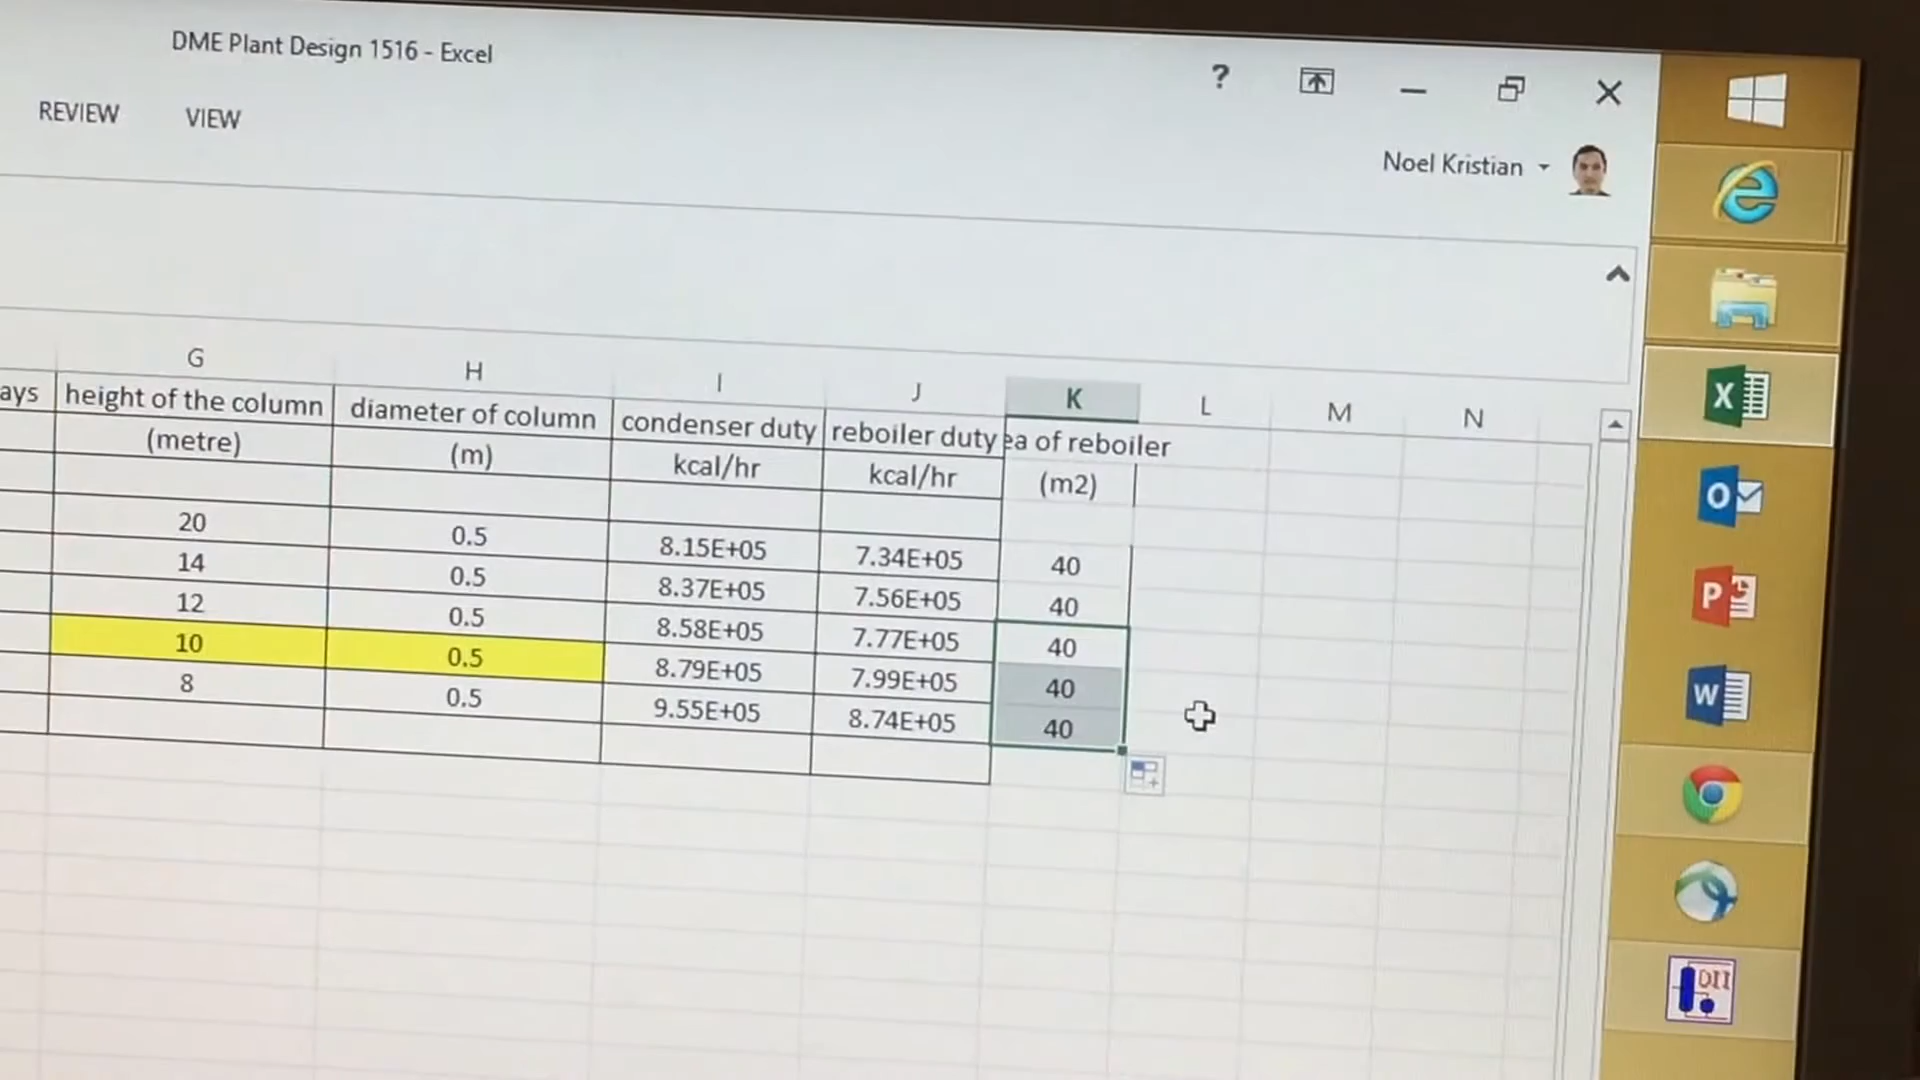 DME Plant Design 1516 - Excel
?
REVIEW VIEW
Noel Kristian
G H I J K L M N
ays height of the column diameter of column condenser duty reboiler duty ea of reboiler
(metre) (m) kcal/hr kcal/hr (m2)
20 0.5 8.15E+05 7.34E+05 40
14 0.5 8.37E+05 7.56E+05 40
12 0.5 8.58E+05 7.77E+05 40
10 0.5 8.79E+05 7.99E+05 40
8 0.5 9.55E+05 8.74E+05 40
X
O
P
W
DII